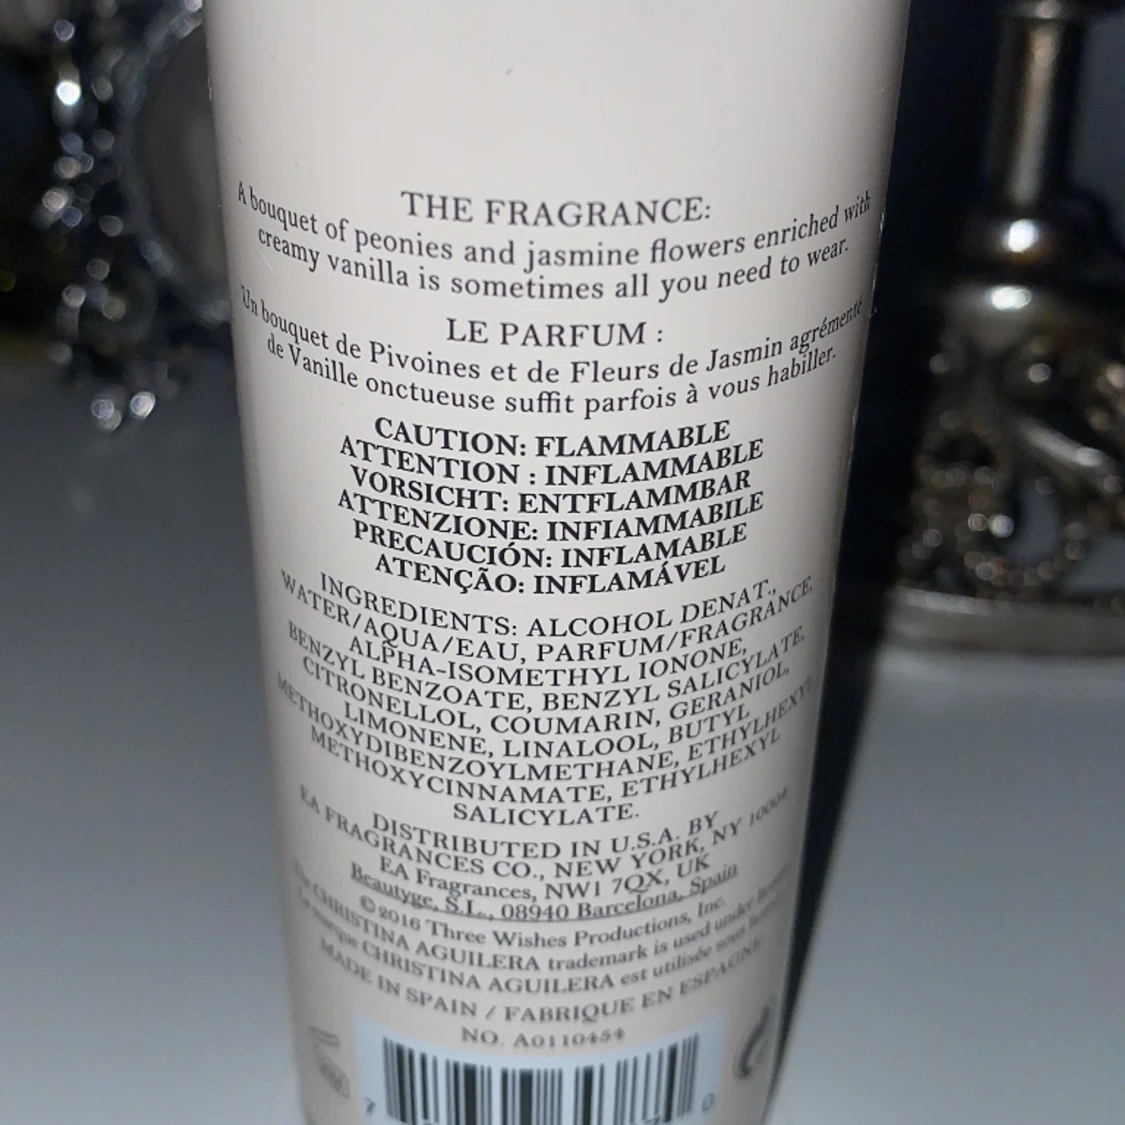 THE FRAGRANCE:
A bouquet of peonies and jasmine flowers enriched with
creamy vanilla is sometimes all you need to wear.
LE PARFUM :
Un bouquet de Pivoines et de Fleurs de Jasmin agrémenté
de Vanille onctueuse suffit parfois à vous habiller.
CAUTION: FLAMMABLE
ATTENTION : INFLAMMABLE
VORSICHT: ENTFLAMMBAR
ATTENZIONE: INFIAMMABILE
PRECAUCIÓN: INFLAMABLE
ATENÇÃO: INFLAMÁVEL
INGREDIENTS: ALCOHOL DENAT.,
WATER/AQUA/EAU, PARFUM/FRAGRANCE,
ALPHA-ISOMETHYL IONONE,
BENZYL BENZOATE, BENZYL SALICYLATE,
CITRONELLOL, COUMARIN, GERANIOL,
LIMONENE, LINALOOL, BUTYL
METHOXYDIBENZOYLMETHANE, ETHYLHEXYL
METHOXYCINNAMATE, ETHYLHEXYL
SALICYLATE.
DISTRIBUTED IN U.S.A. BY
EA FRAGRANCES CO., NEW YORK, NY 10004
EA Fragrances, NW1 7QX, UK
Beautyge, S.L., 08940 Barcelona, Spain
©2016 Three Wishes Productions, Inc.
The CHRISTINA AGUILERA trademark is used under license
La marque CHRISTINA AGUILERA est utilisée sous licence
MADE IN SPAIN / FABRIQUE EN ESPAGNE
NO. A0110454